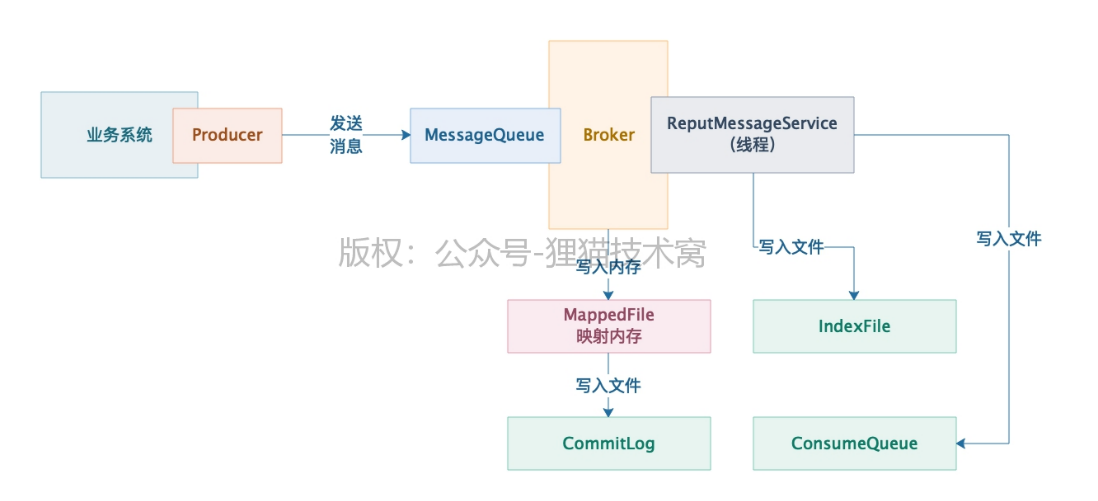 业务系统
Producer
发送
消息
MessageQueue
Broker
ReputMessageService
（线程）
写入文件
写入文件
版权：公众号-狸猫技术窝
写入内存
MappedFile
映射内存
IndexFile
写入文件
CommitLog
ConsumeQueue